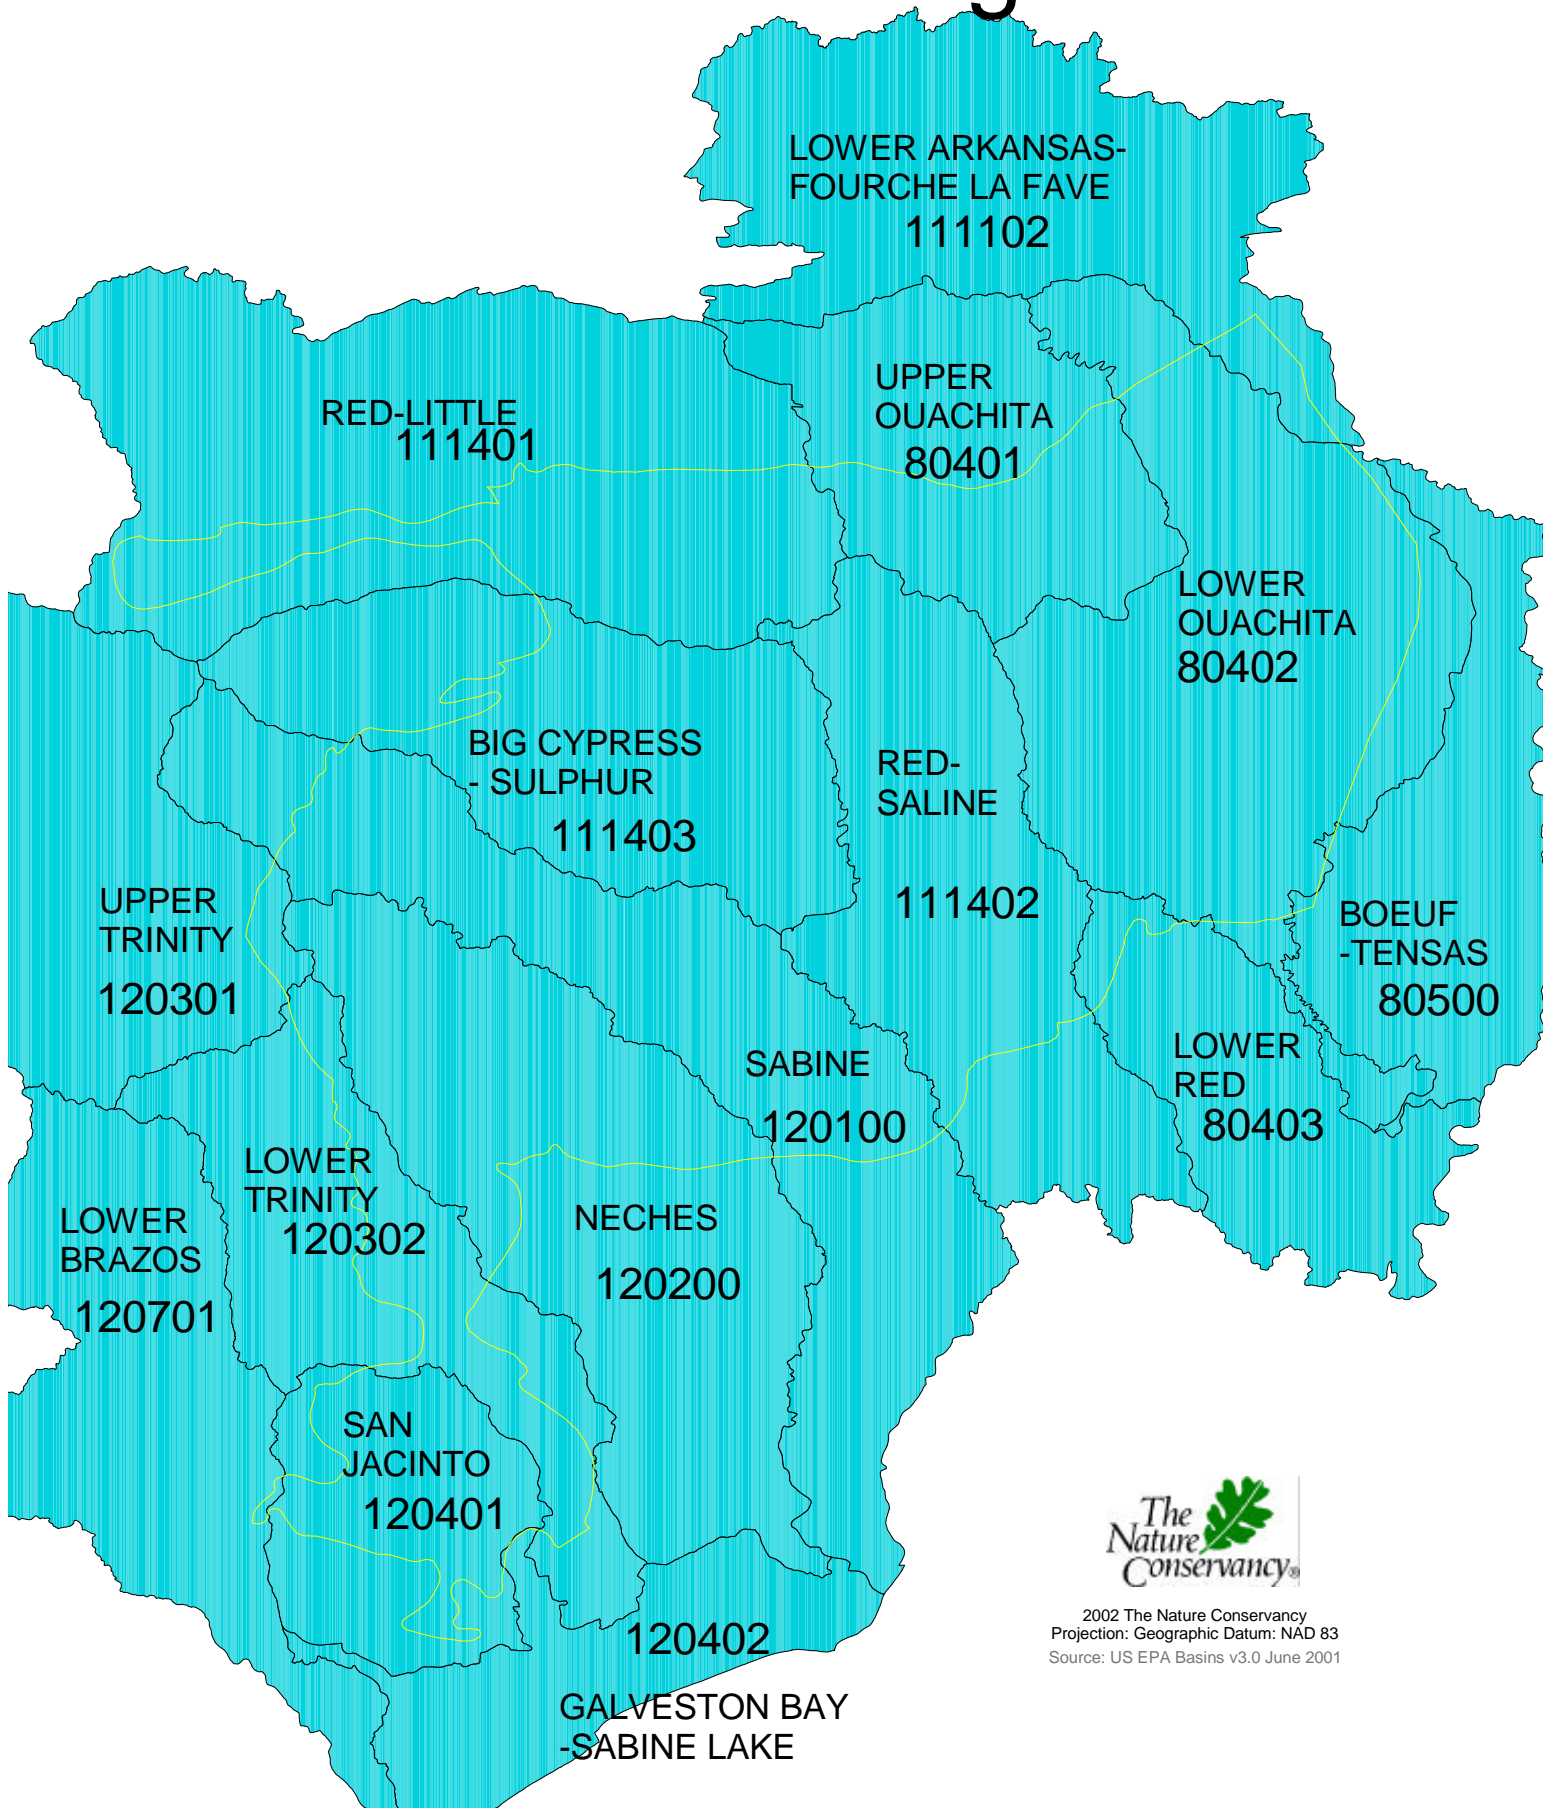 LOWER ARKANSAS-
FOURCHE LA FAVE
111102
RED-LITTLE
111401
UPPER
OUACHITA
80401
LOWER
OUACHITA
80402
BIG CYPRESS
- SULPHUR
111403
RED-
SALINE
111402
UPPER
TRINITY
120301
BOEUF
-TENSAS
80500
SABINE
120100
LOWER
RED
80403
LOWER
TRINITY
120302
LOWER
BRAZOS
120701
NECHES
120200
SAN
JACINTO
120401
120402
GALVESTON BAY
-SABINE LAKE
The
Nature
Conservancy®
2002 The Nature Conservancy
Projection: Geographic Datum: NAD 83
Source: US EPA Basins v3.0 June 2001